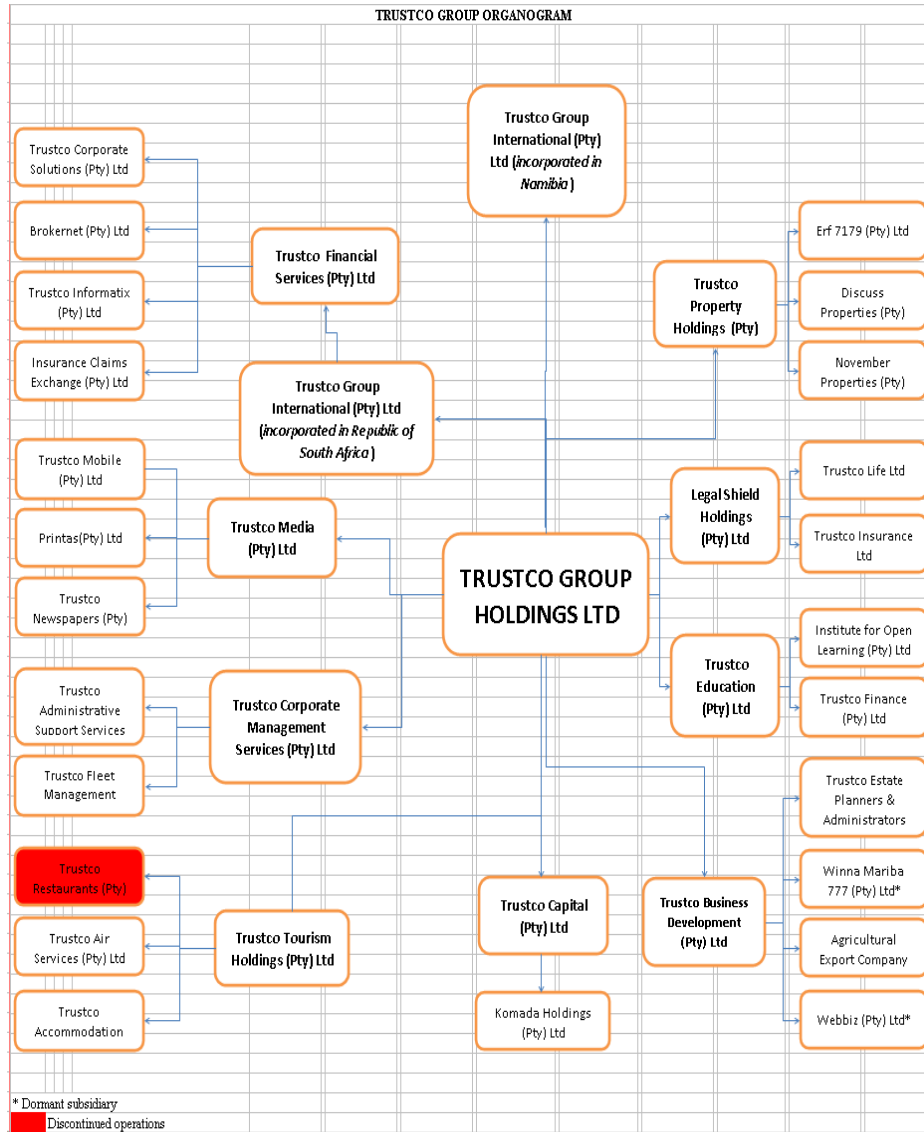 TRUSTCO GROUP ORGANOGRAM
Trustco Group
International (Pty)
Ltd (incorporated in
Namibia )
Trustco Corporate
Solutions (Pty) Ltd
Brokernet (Pty) Ltd
Trustco Informatix
(Pty) Ltd
Insurance Claims
Exchange (Pty) Ltd
Trustco Financial
Services (Pty) Ltd
Trustco Group
International (Pty) Ltd
(incorporated in Republic of
South Africa )
Trustco
Property
Holdings (Pty)
Erf 7179 (Pty) Ltd
Discuss
Properties (Pty)
November
Properties (Pty)
Trustco Mobile
(Pty) Ltd
Printas(Pty) Ltd
Trustco
Newspapers (Pty)
Trustco Media
(Pty) Ltd
TRUSTCO GROUP
HOLDINGS LTD
Legal Shield
Holdings
(Pty) Ltd
Trustco Life Ltd
Trustco Insurance
Ltd
Trustco
Education
(Pty) Ltd
Institute for Open
Learning (Pty) Ltd
Trustco Finance
(Pty) Ltd
Trustco
Administrative
Support Services
Trustco Fleet
Management
Trustco Corporate
Management
Services (Pty) Ltd
Trustco
Restaurants (Pty)
Trustco Air
Services (Pty) Ltd
Trustco
Accommodation
Trustco Tourism
Holdings (Pty) Ltd
Trustco Capital
(Pty) Ltd
Komada Holdings
(Pty) Ltd
Trustco Business
Development
(Pty) Ltd
Trustco Estate
Planners &
Administrators
Winna Mariba
777 (Pty) Ltd*
Agricultural
Export Company
Webbiz (Pty) Ltd*
* Dormant subsidiary
Discontinued operations